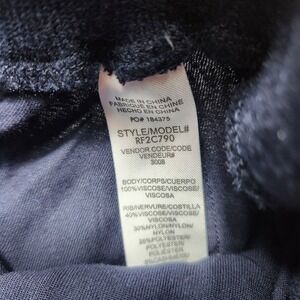 MADE IN CHINA
FABRIQUÉ EN CHINE
HECHO EN CHINA
PO# 184375
STYLE/MODEL#
RF2C790
VENDOR CODE/CODE
VENDEUR#
3008
BODY/CORPS/CUERPO
100%VISCOSE/VISCOSE/
VISCOSA
RIB/NERVURE/COSTILLA
40%VISCOSE/VISCOSE/
VISCOSA
30%NYLON/NYLON/
NYLON
25%POLYESTER/
POLYESTER/